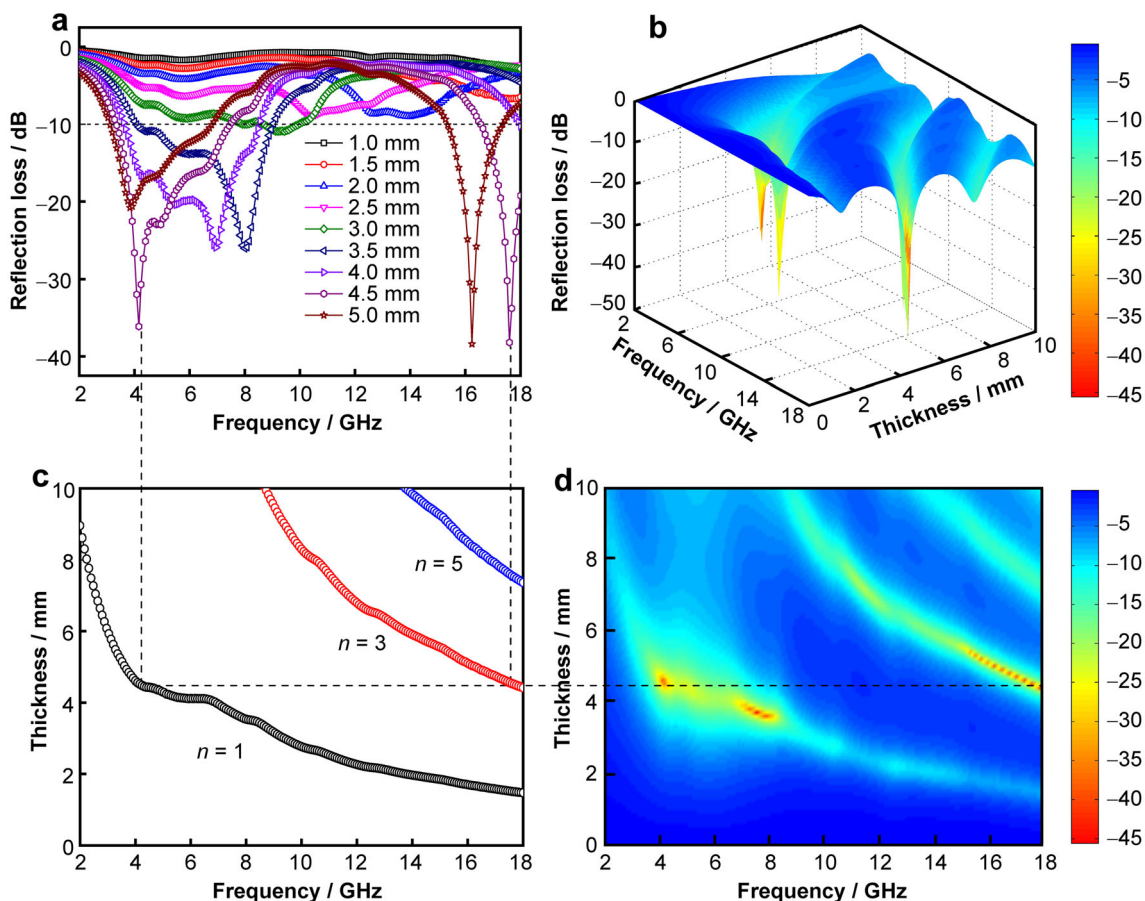 a
0
−10
−20
−30
−40
Reflection loss / dB
1.0 mm
1.5 mm
2.0 mm
2.5 mm
3.0 mm
3.5 mm
4.0 mm
4.5 mm
5.0 mm
2 4 6 8 10 12 14 16 18
Frequency / GHz
b
0
−10
−20
−30
−40
−50
Reflection loss / dB
2 6 10 14 18
Frequency / GHz
0 2 4 6 8 10
Thickness / mm
−5
−10
−15
−20
−25
−30
−35
−40
−45
c
10
8
6
4
2
0
Thickness / mm
n = 1
n = 3
n = 5
2 4 6 8 10 12 14 16 18
Frequency / GHz
d
10
8
6
4
2
0
Thickness / mm
2 4 6 8 10 12 14 16 18
Frequency / GHz
−5
−10
−15
−20
−25
−30
−35
−40
−45